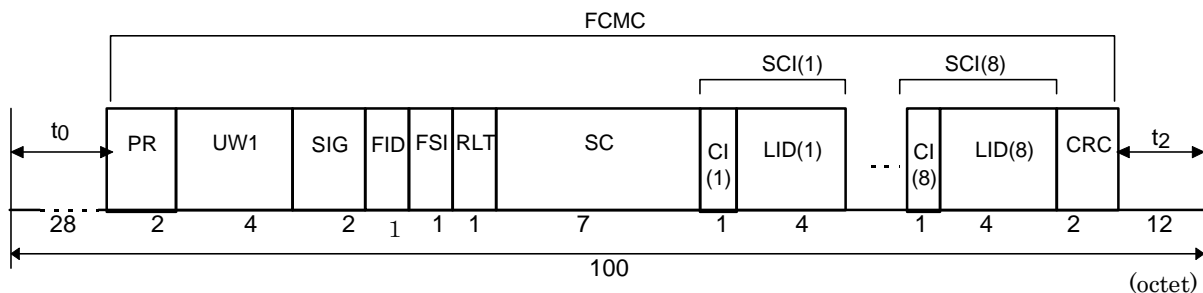 FCMC
SCI(1) SCI(8)
t0 PR UW1 SIG FID FSI RLT SC CI (1) LID(1) CI (8) LID(8) CRC t2
28 2 4 2 1 1 1 7 1 4 1 4 2 12
100
(octet)